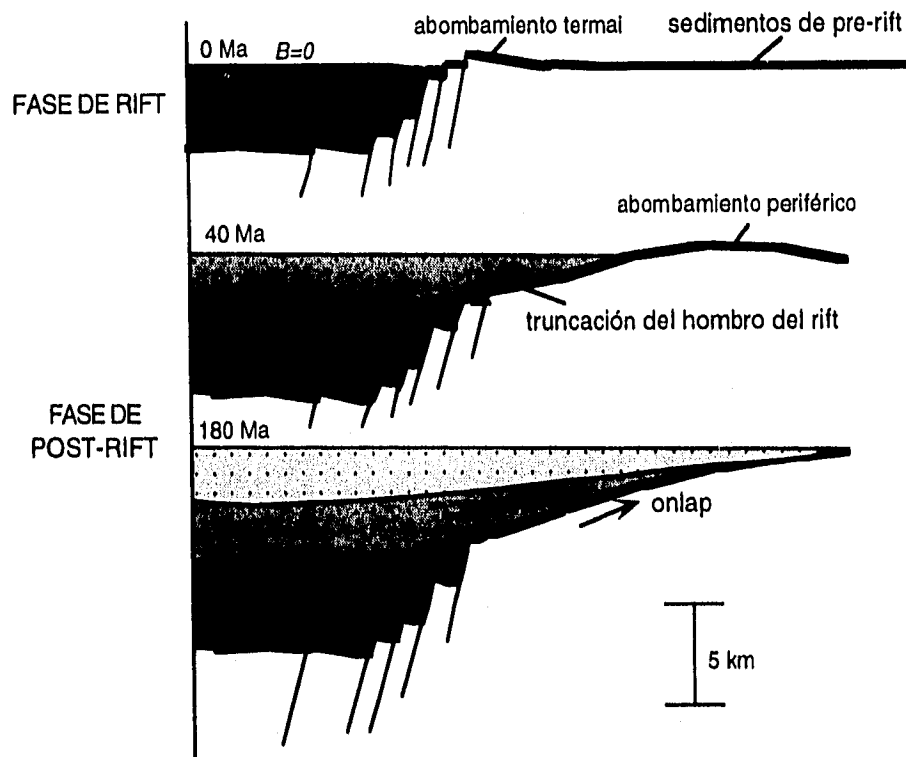 abombamiento termal
sedimentos de pre-rift
0 Ma B=0
FASE DE RIFT
abombamiento periférico
40 Ma
truncación del hombro del rift
FASE DE
POST-RIFT
180 Ma
onlap
5 km